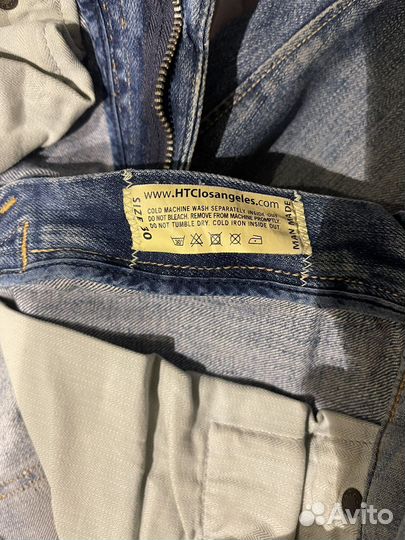 www.HTClosangeles.com
SIZE 30
COLD MACHINE WASH SEPARATELY INSIDE OUT
DO NOT BLEACH. REMOVE FROM MACHINE PROMPTLY
DO NOT TUMBLE DRY. COLD IRON INSIDE OUT
MAN MADE
Avito